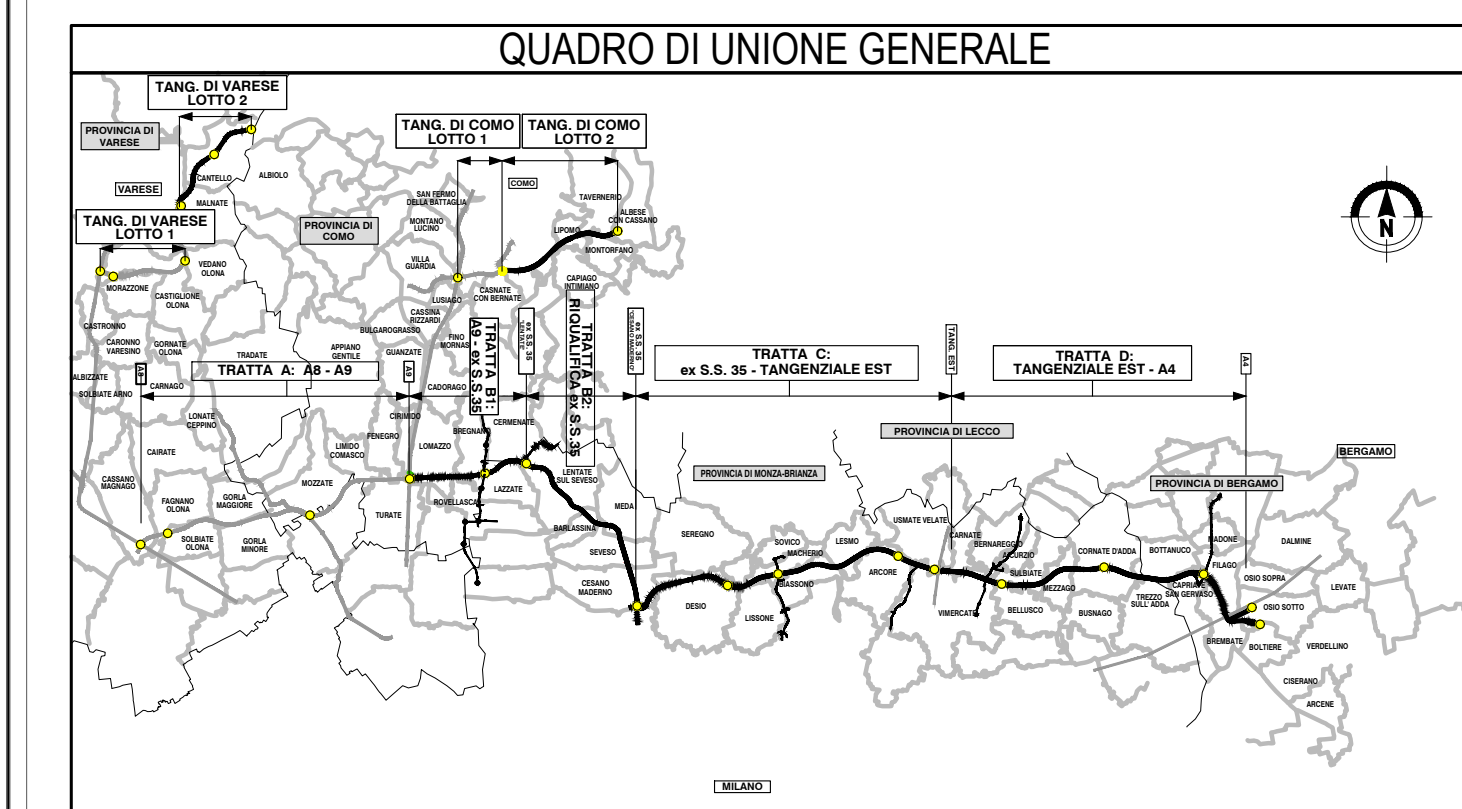 QUADRO DI UNIONE GENERALE
TANG. DI VARESE
LOTTO 2
PROVINCIA DI
VARESE
CANTELLO
ALBIOLO
VARESE
MALNATE
TANG. DI VARESE
LOTTO 1
VEDANO
OLONA
MORAZZONE
CASTIGLIONE
OLONA
PROVINCIA DI
COMO
TANG. DI COMO
LOTTO 1
TANG. DI COMO
LOTTO 2
COMO
SAN FERMO
DELLA BATTAGLIA
MONTANO
LUCINO
VILLA
GUARDIA
TAVERNERIO
ALBESE
CON CASSANO
LIPOMO
MONTORFANO
CAPIAGO
INTIMIANO
LUSIAGO
CASNATE
CON BERNATE
CASSINA
RIZZARDI
BULGAROGRASSO
FINO
MORNAS
N
CASTRONNO
CARONNO
VARESINO
GORNATE
OLONA
TRADATE
APPIANO
GENTILE
GUANZATE
ALBIZZATE
SOLBIATE ARNO
CARNAGO
A8
TRATTA A: A8 - A9
A9
CADORAGO
TRATTA B1:
A9 - ex S.S.35
ex S.S. 35
"LENTATE"
TRATTA B2:
RIQUALIFICA ex S.S.35
ex S.S. 35
"CESANO MADERNO"
TRATTA C:
ex S.S. 35 - TANGENZIALE EST
TANG. EST
TRATTA D:
TANGENZIALE EST - A4
A4
LONATE
CEPPINO
CIRIMIDO
FENEGRO
LOMAZZO
BREGNANO
CERMENATE
LIMIDO
COMASCO
CAIRATE
CASSANO
MAGNAGO
FAGNANO
OLONA
GORLA
MAGGIORE
MOZZATE
SOLBIATE
OLONA
GORLA
MINORE
TURATE
ROVELLASCA
LAZZATE
LENTATE
SUL SEVESO
MEDA
BARLASSINA
SEVESO
CESANO
MADERNO
PROVINCIA DI MONZA-BRIANZA
PROVINCIA DI LECCO
PROVINCIA DI BERGAMO
BERGAMO
SEREGNO
DESIO
SOVICO
MACHERIO
BIASSONO
LISSONE
LESMO
ARCORE
USMATE VELATE
CARNATE
BERNAREGGIO
AICURZIO
SULBIATE
VIMERCATE
BELLUSCO
MEZZAGO
CORNATE D'ADDA
BUSNAGO
BOTTANUCO
TREZZO
SULL' ADDA
CAPRIATE
SAN GERVASO
MADONE
FILAGO
DALMINE
OSIO SOPRA
LEVATE
OSIO SOTTO
BREMBATE
BOLTIERE
VERDELLINO
CISERANO
ARCENE
MILANO